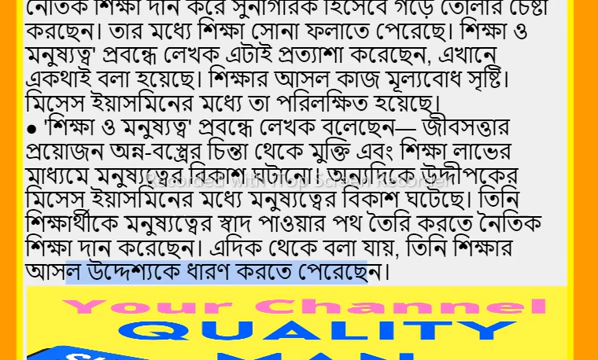 নৈতিক শিক্ষা দান করে সুনাগরিক হিসেবে গড়ে তোলার চেষ্টা
করছেন। তার মধ্যে শিক্ষা সোনা ফলাতে পেরেছে। শিক্ষা ও
মনুষ্যত্ব' প্রবন্ধে লেখক এটাই প্রত্যাশা করেছেন, এখানে
একথাই বলা হয়েছে। শিক্ষার আসল কাজ মূল্যবোধ সৃষ্টি।
মিসেস ইয়াসমিনের মধ্যে তা পরিলক্ষিত হয়েছে।
● 'শিক্ষা ও মনুষ্যত্ব' প্রবন্ধে লেখক বলেছেন— জীবসত্তার
প্রয়োজন অন্ন-বস্ত্রের চিন্তা থেকে মুক্তি এবং শিক্ষা লাভের
মাধ্যমে মনুষ্যত্বের বিকাশ ঘটানো। অন্যদিকে উদ্দীপকের
মিসেস ইয়াসমিনের মধ্যে মনুষ্যত্বের বিকাশ ঘটেছে। তিনি
শিক্ষার্থীকে মনুষ্যত্বের স্বাদ পাওয়ার পথ তৈরি করতে নৈতিক
শিক্ষা দান করেছেন। এদিক থেকে বলা যায়, তিনি শিক্ষার
আসল উদ্দেশ্যকে ধারণ করতে পেরেছেন।
Your Channel
QUALITY
MAN